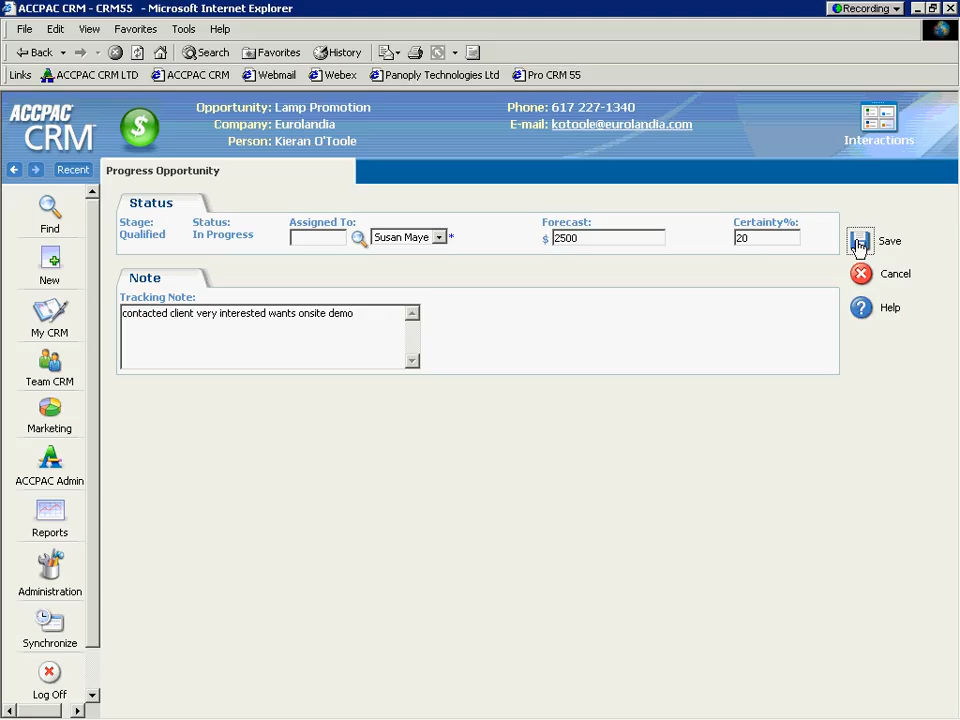 ACCPAC CRM - CRM55 - Microsoft Internet Explorer
Recording
File Edit View Favorites Tools Help
Back Search Favorites History
Links ACCPAC CRM LTD ACCPAC CRM Webmail Webex Panoply Technologies Ltd Pro CRM 55
ACCPAC CRM
Opportunity: Lamp Promotion
Company: Eurolandia
Person: Kieran O'Toole
Phone: 617 227-1340
E-mail: kotoole@eurolandia.com
Interactions
Recent
Progress Opportunity
Find
New
My CRM
Team CRM
Marketing
ACCPAC Admin
Reports
Administration
Synchronize
Log Off
Status
Stage: Status: Assigned To: Forecast: Certainty%:
Qualified In Progress Susan Maye * $ 2500 20
Note
Tracking Note:
contacted client very interested wants onsite demo
Save
Cancel
Help